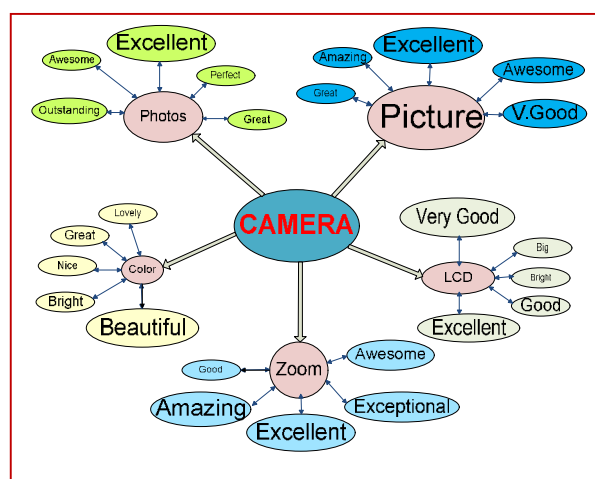 Excellent
Awesome
Perfect
Outstanding
Great
Photos
Excellent
Amazing
Awesome
Great
V.Good
Picture
CAMERA
Lovely
Great
Nice
Bright
Beautiful
Color
Very Good
Big
Bright
Good
Excellent
LCD
Good
Zoom
Awesome
Amazing
Exceptional
Excellent